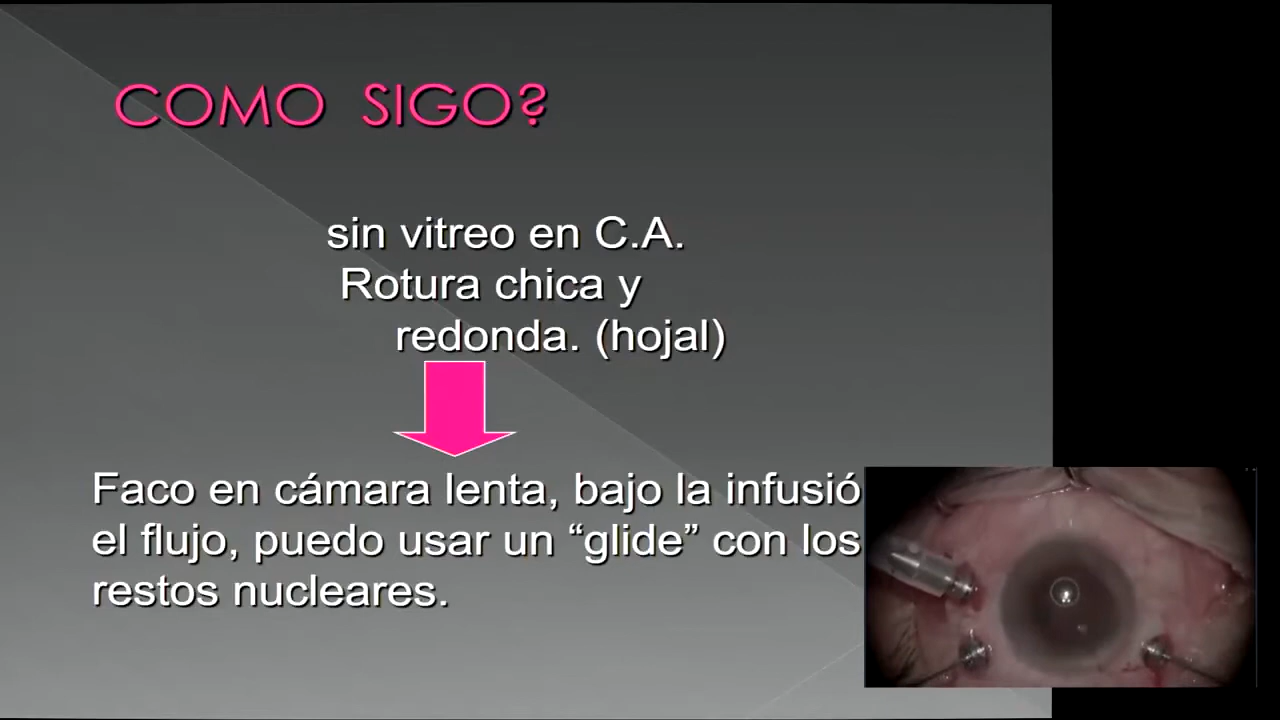 COMO SIGO?
sin vitreo en C.A.
Rotura chica y
redonda. (hojal)
Faco en cámara lenta, bajo la infusió
el flujo, puedo usar un “glide” con los
restos nucleares.